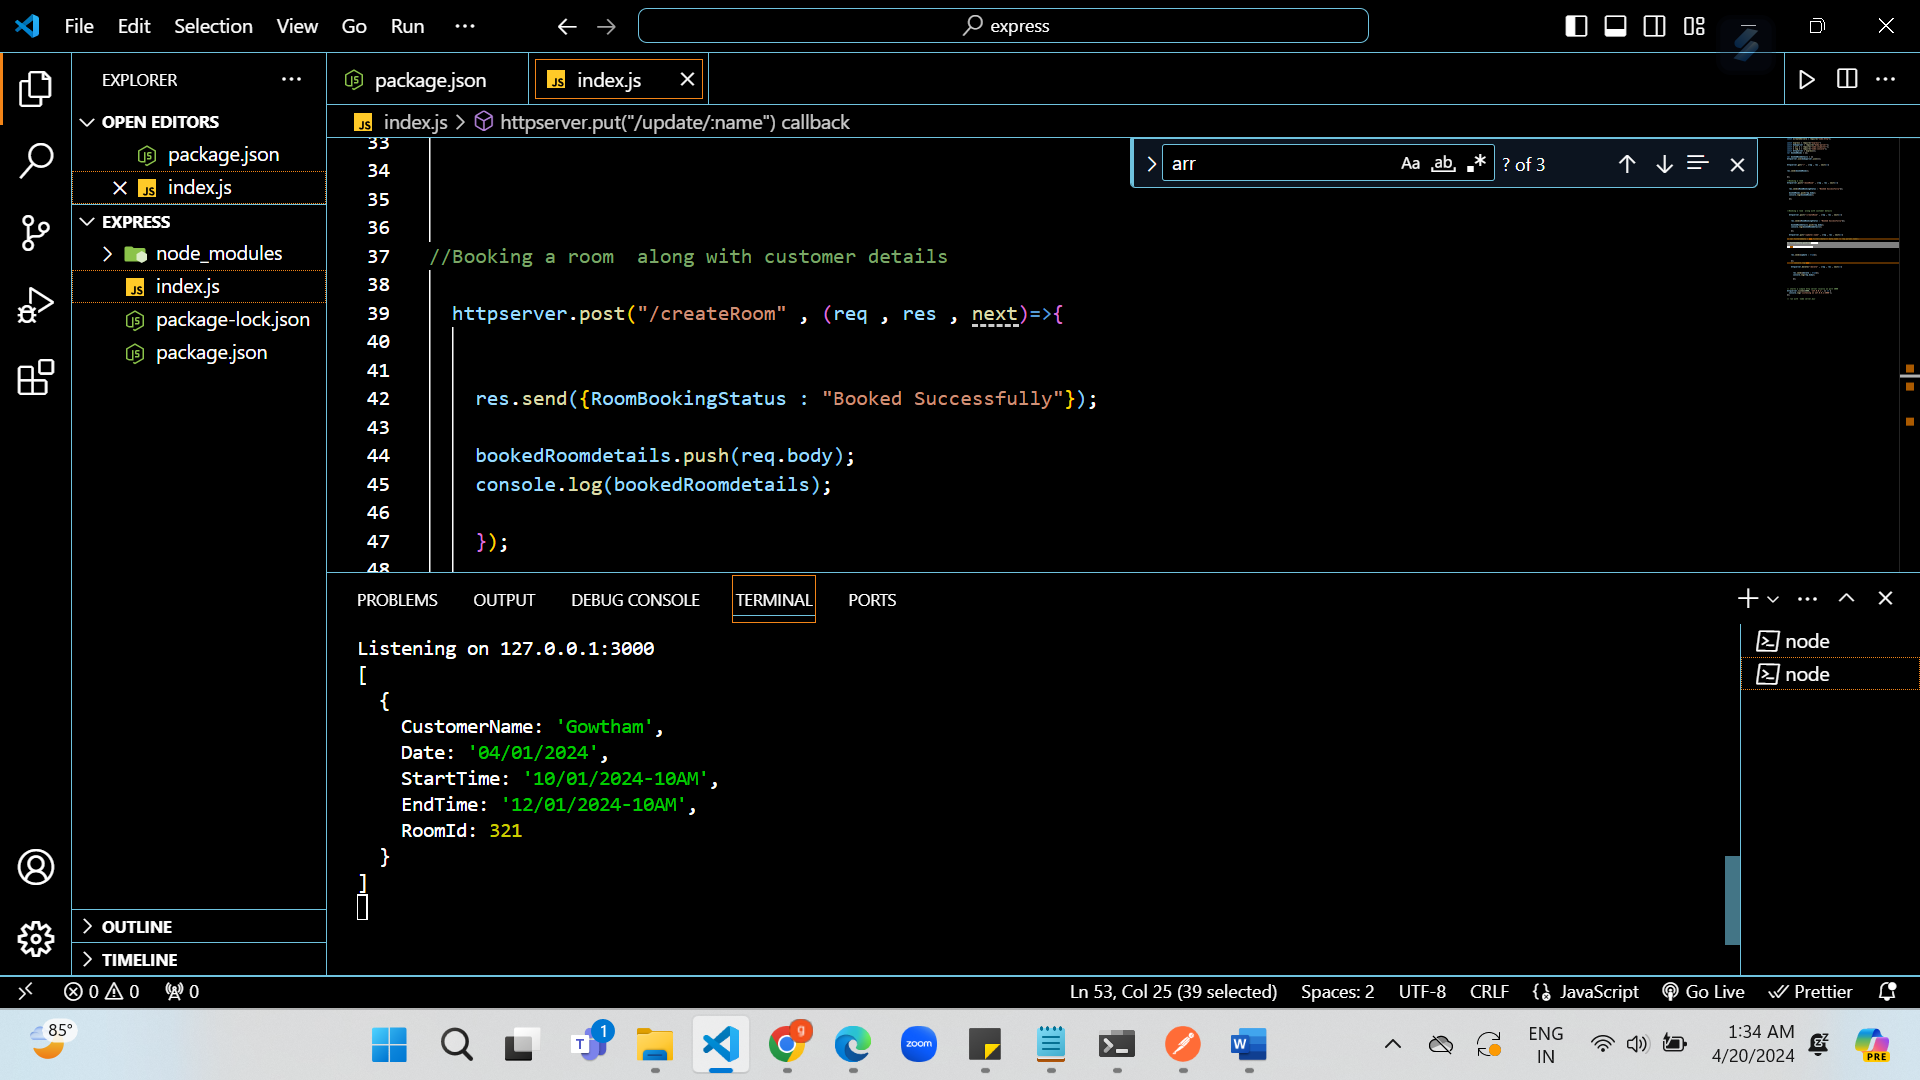 File Edit Selection View Go Run ···
express
EXPLORER
OPEN EDITORS
package.json
index.js
EXPRESS
node_modules
index.js
package-lock.json
package.json
OUTLINE
TIMELINE
package.json
index.js
index.js > httpserver.put("/update/:name") callback
arr
Aa ab .* ? of 3
33
34
35
36
37 //Booking a room  along with customer details
38
39 httpserver.post("/createRoom" , (req , res , next)=>{
40
41
42 res.send({RoomBookingStatus : "Booked Successfully"});
43
44 bookedRoomdetails.push(req.body);
45 console.log(bookedRoomdetails);
46
47 });
48
PROBLEMS OUTPUT DEBUG CONSOLE TERMINAL PORTS
Listening on 127.0.0.1:3000
[
{
CustomerName: 'Gowtham',
Date: '04/01/2024',
StartTime: '10/01/2024-10AM',
EndTime: '12/01/2024-10AM',
RoomId: 321
}
]
node
node
0 0 0
Ln 53, Col 25 (39 selected) Spaces: 2 UTF-8 CRLF JavaScript Go Live Prettier
85°
1
g
zoom
ENG
IN
1:34 AM
4/20/2024
PRE